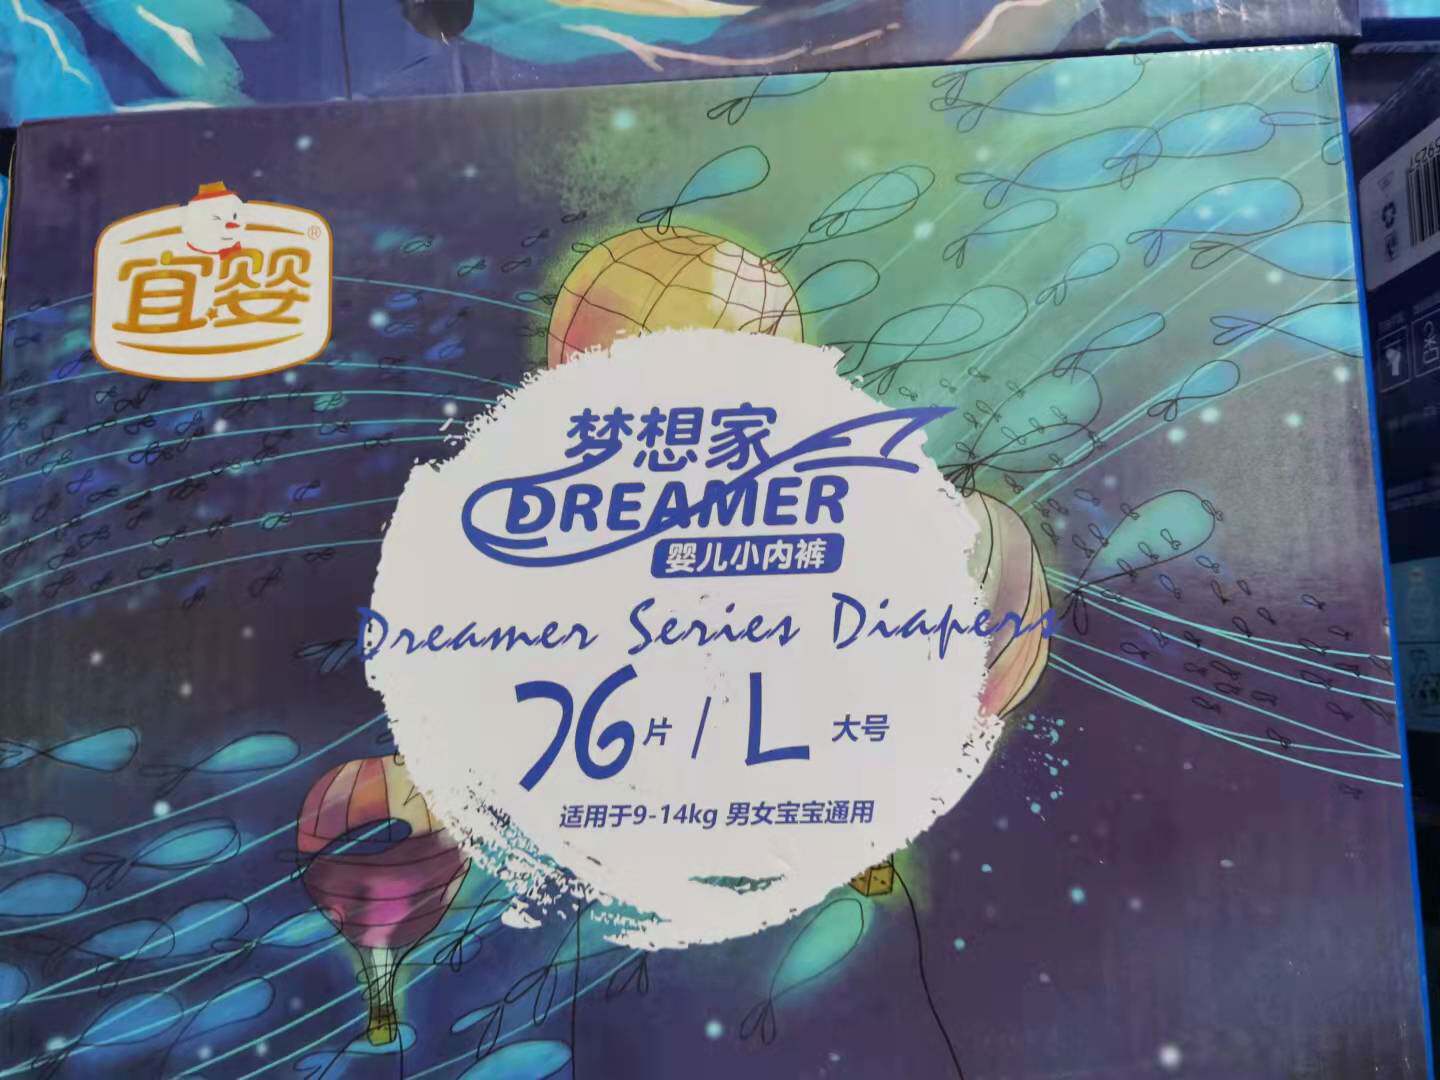 宜婴®
梦想家
DREAMER
婴儿小内裤
Dreamer Series Diapers
76片 / L 大号
适用于9-14kg 男女宝宝通用